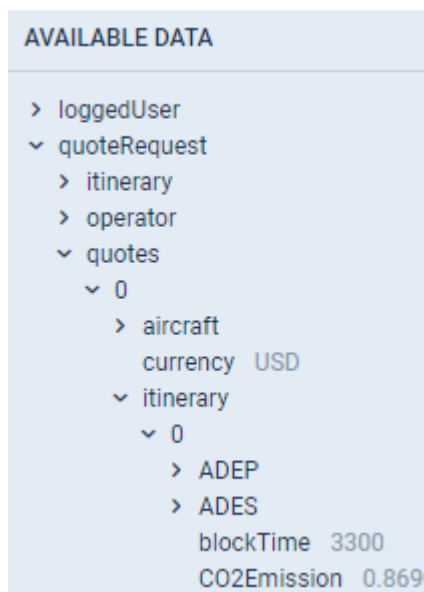 AVAILABLE DATA
loggedUser
quoteRequest
itinerary
operator
quotes
0
aircraft
currency USD
itinerary
0
ADEP
ADES
blockTime 3300
CO2Emission 0.869